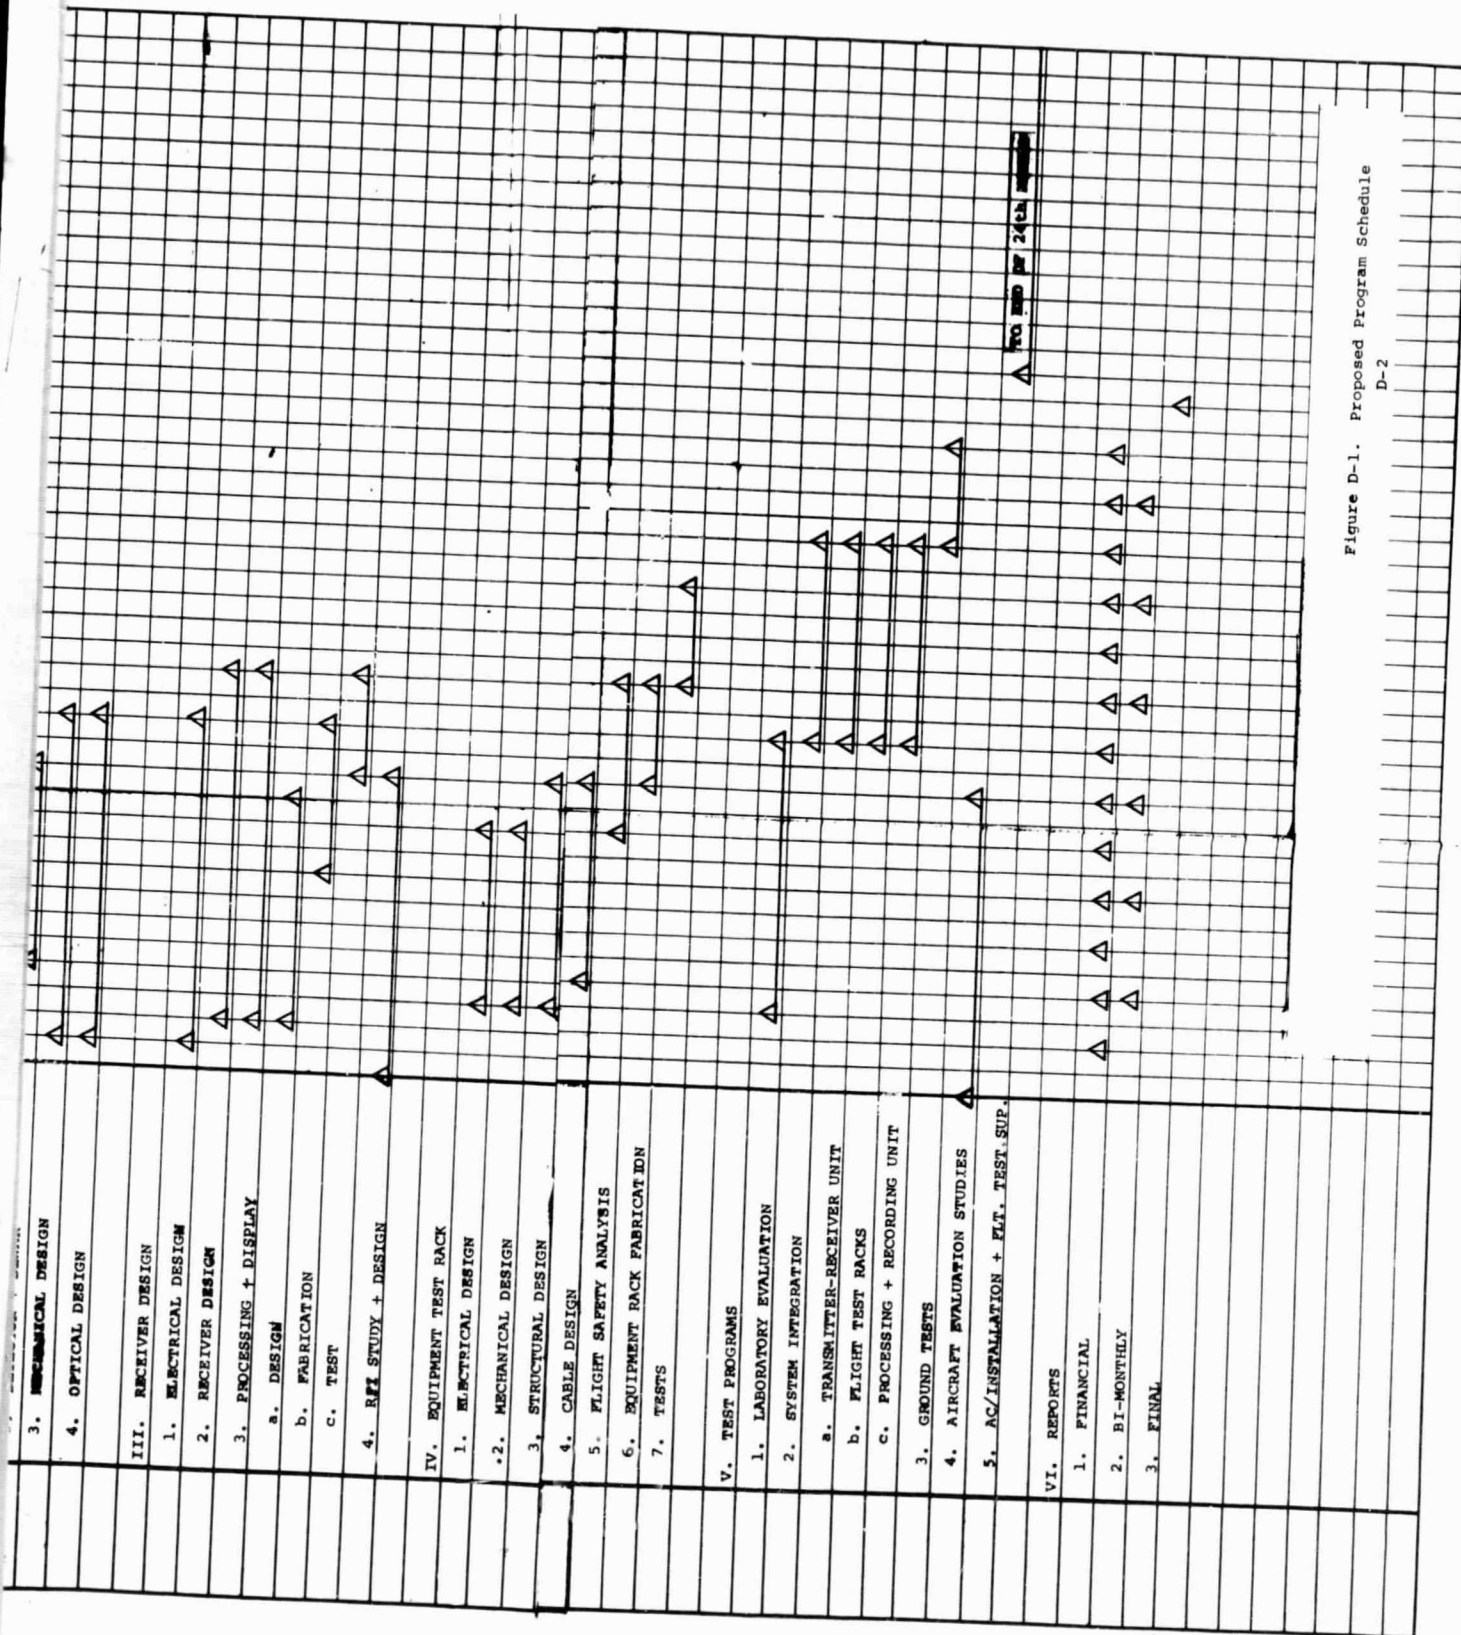 3. MECHANICAL DESIGN
4. OPTICAL DESIGN
III. RECEIVER DESIGN
1. ELECTRICAL DESIGN
2. RECEIVER DESIGN
3. PROCESSING + DISPLAY
a. DESIGN
b. FABRICATION
c. TEST
4. RFI STUDY + DESIGN
IV. EQUIPMENT TEST RACK
1. ELECTRICAL DESIGN
2. MECHANICAL DESIGN
3. STRUCTURAL DESIGN
4. CABLE DESIGN
5. FLIGHT SAFETY ANALYSIS
6. EQUIPMENT RACK FABRICATION
7. TESTS
V. TEST PROGRAMS
1. LABORATORY EVALUATION
2. SYSTEM INTEGRATION
a. TRANSMITTER-RECEIVER UNIT
b. FLIGHT TEST RACKS
c. PROCESSING + RECORDING UNIT
3. GROUND TESTS
4. AIRCRAFT EVALUATION STUDIES
5. AC/INSTALLATION + FLT. TEST. SUP.
TO END OF 24th
VI. REPORTS
1. FINANCIAL
2. BI-MONTHLY
3. FINAL
Figure D-1. Proposed Program Schedule
D-2